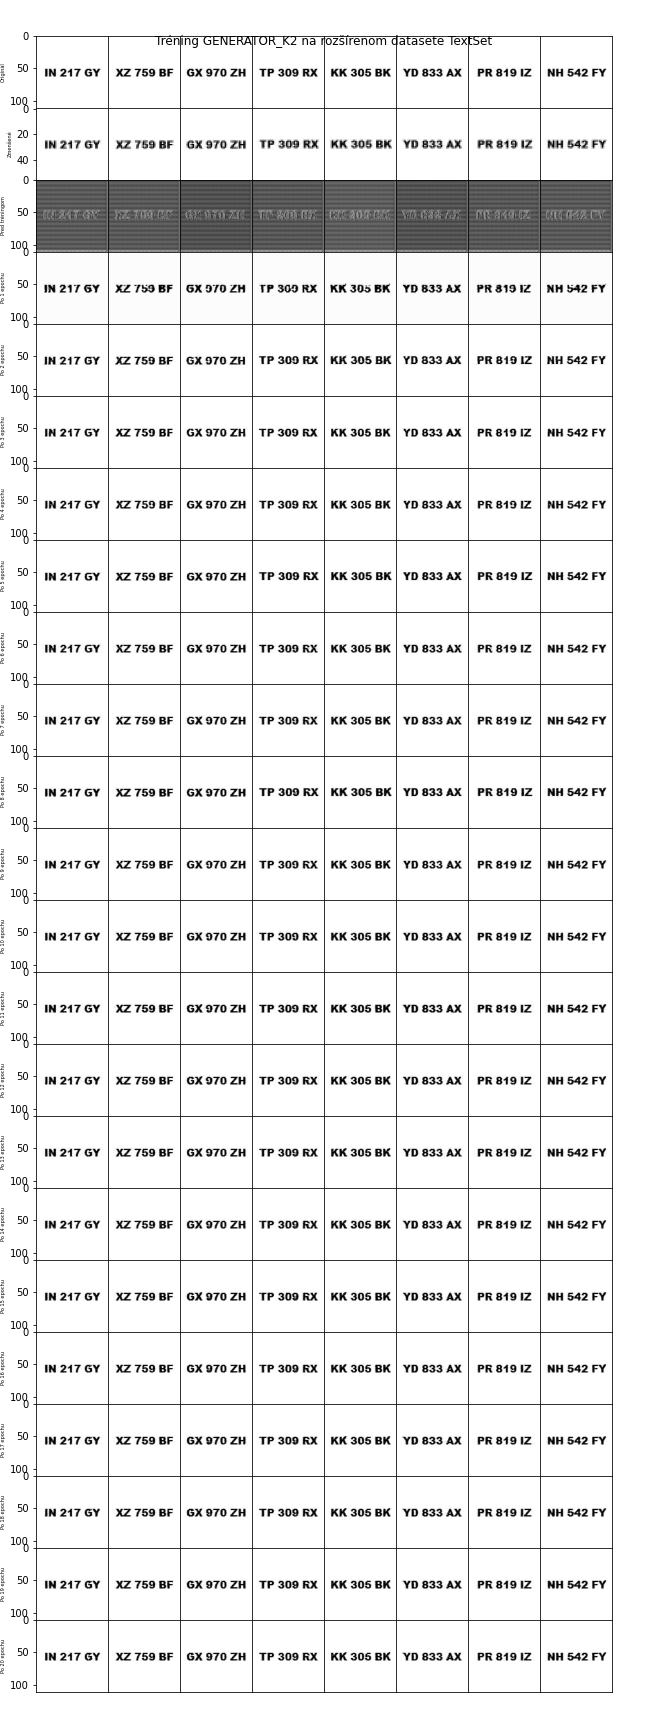 Tréning GENERATOR_K2 na rozšírenom datasete TextSet
0
Originál 50 IN 217 GY XZ 759 BF GX 970 ZH TP 309 RX KK 305 BK YD 833 AX PR 819 IZ NH 542 FY
100
0
20
Zmenšené IN 217 GY XZ 759 BF GX 970 ZH TP 309 RX KK 305 BK YD 833 AX PR 819 IZ NH 542 FY
40
0
Pred tréningom 50
100
0
Po 1 epochu 50 IN 217 GY XZ 759 BF GX 970 ZH TP 309 RX KK 305 BK YD 833 AX PR 819 IZ NH 542 FY
100
0
Po 2 epochu 50 IN 217 GY XZ 759 BF GX 970 ZH TP 309 RX KK 305 BK YD 833 AX PR 819 IZ NH 542 FY
100
0
Po 3 epochu 50 IN 217 GY XZ 759 BF GX 970 ZH TP 309 RX KK 305 BK YD 833 AX PR 819 IZ NH 542 FY
100
0
Po 4 epochu 50 IN 217 GY XZ 759 BF GX 970 ZH TP 309 RX KK 305 BK YD 833 AX PR 819 IZ NH 542 FY
100
0
Po 5 epochu 50 IN 217 GY XZ 759 BF GX 970 ZH TP 309 RX KK 305 BK YD 833 AX PR 819 IZ NH 542 FY
100
0
Po 6 epochu 50 IN 217 GY XZ 759 BF GX 970 ZH TP 309 RX KK 305 BK YD 833 AX PR 819 IZ NH 542 FY
100
0
Po 7 epochu 50 IN 217 GY XZ 759 BF GX 970 ZH TP 309 RX KK 305 BK YD 833 AX PR 819 IZ NH 542 FY
100
0
Po 8 epochu 50 IN 217 GY XZ 759 BF GX 970 ZH TP 309 RX KK 305 BK YD 833 AX PR 819 IZ NH 542 FY
100
0
Po 9 epochu 50 IN 217 GY XZ 759 BF GX 970 ZH TP 309 RX KK 305 BK YD 833 AX PR 819 IZ NH 542 FY
100
0
Po 10 epochu 50 IN 217 GY XZ 759 BF GX 970 ZH TP 309 RX KK 305 BK YD 833 AX PR 819 IZ NH 542 FY
100
0
Po 11 epochu 50 IN 217 GY XZ 759 BF GX 970 ZH TP 309 RX KK 305 BK YD 833 AX PR 819 IZ NH 542 FY
100
0
Po 12 epochu 50 IN 217 GY XZ 759 BF GX 970 ZH TP 309 RX KK 305 BK YD 833 AX PR 819 IZ NH 542 FY
100
0
Po 13 epochu 50 IN 217 GY XZ 759 BF GX 970 ZH TP 309 RX KK 305 BK YD 833 AX PR 819 IZ NH 542 FY
100
0
Po 14 epochu 50 IN 217 GY XZ 759 BF GX 970 ZH TP 309 RX KK 305 BK YD 833 AX PR 819 IZ NH 542 FY
100
0
Po 15 epochu 50 IN 217 GY XZ 759 BF GX 970 ZH TP 309 RX KK 305 BK YD 833 AX PR 819 IZ NH 542 FY
100
0
Po 16 epochu 50 IN 217 GY XZ 759 BF GX 970 ZH TP 309 RX KK 305 BK YD 833 AX PR 819 IZ NH 542 FY
100
0
Po 17 epochu 50 IN 217 GY XZ 759 BF GX 970 ZH TP 309 RX KK 305 BK YD 833 AX PR 819 IZ NH 542 FY
100
0
Po 18 epochu 50 IN 217 GY XZ 759 BF GX 970 ZH TP 309 RX KK 305 BK YD 833 AX PR 819 IZ NH 542 FY
100
0
Po 19 epochu 50 IN 217 GY XZ 759 BF GX 970 ZH TP 309 RX KK 305 BK YD 833 AX PR 819 IZ NH 542 FY
100
0
Po 20 epochu 50 IN 217 GY XZ 759 BF GX 970 ZH TP 309 RX KK 305 BK YD 833 AX PR 819 IZ NH 542 FY
100